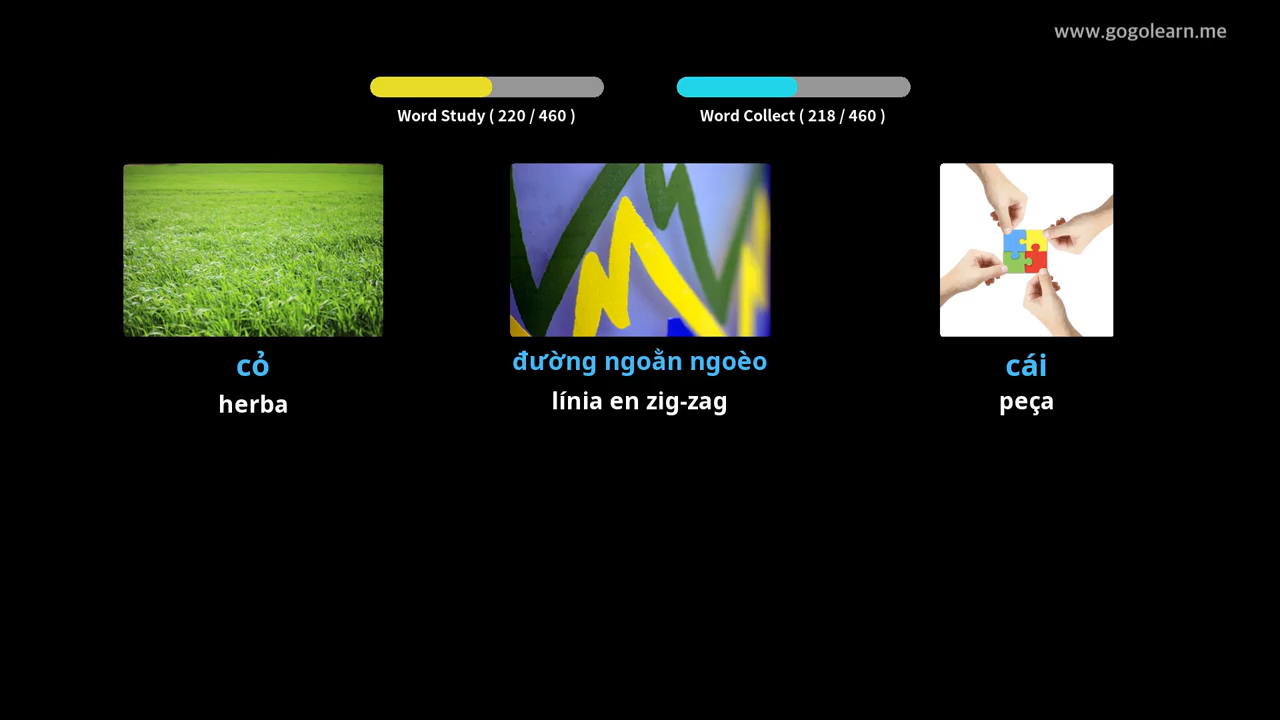 www.gogolearn.me
Word Study ( 220 / 460 )
Word Collect ( 218 / 460 )
cỏ
herba
đường ngoằn ngoèo
línia en zig-zag
cái
peça